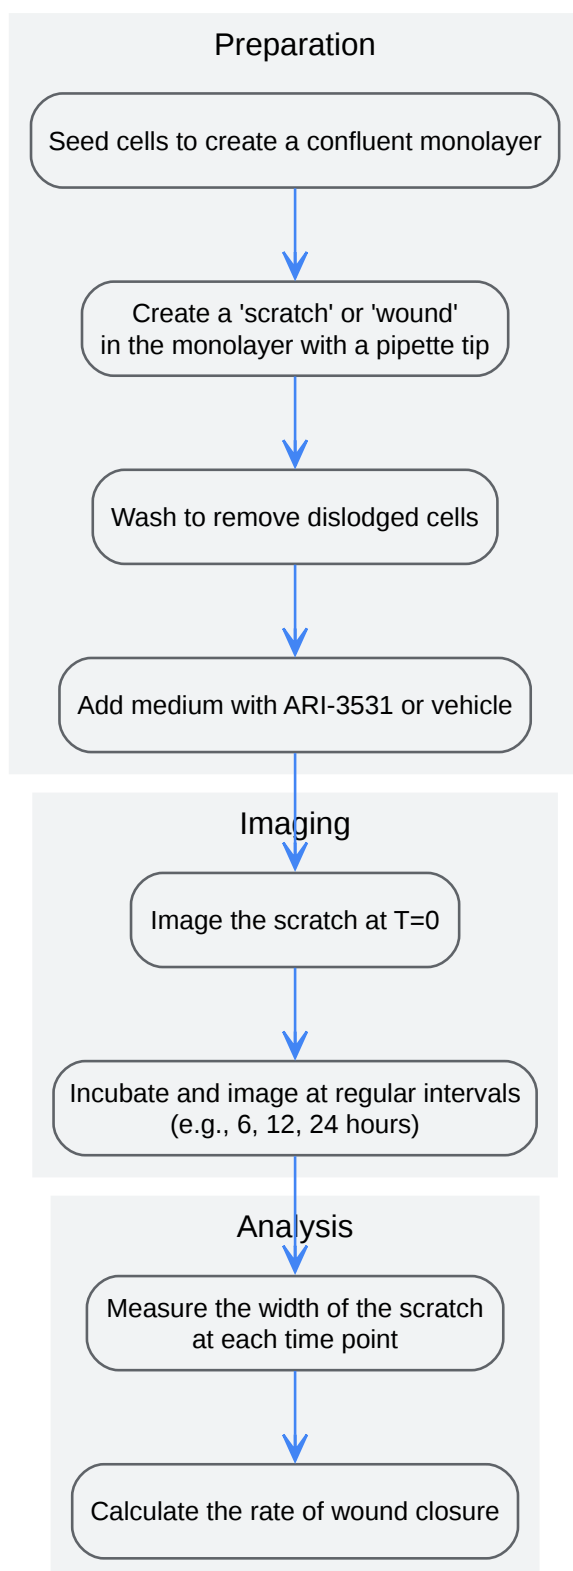 Preparation
Seed cells to create a confluent monolayer
Create a 'scratch' or 'wound'
in the monolayer with a pipette tip
Wash to remove dislodged cells
Add medium with ARI-3531 or vehicle
Imaging
Image the scratch at T=0
Incubate and image at regular intervals
(e.g., 6, 12, 24 hours)
Analysis
Measure the width of the scratch
at each time point
Calculate the rate of wound closure